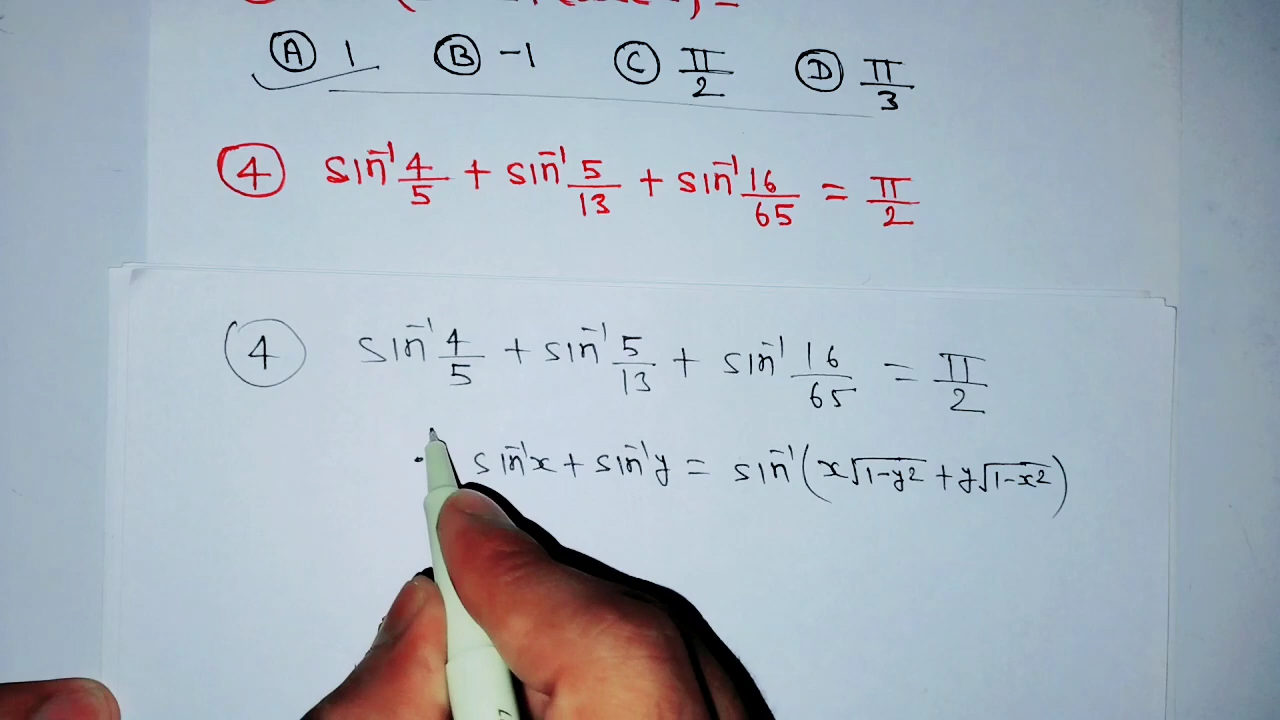 Ⓐ 1 Ⓑ -1 Ⓒ π/2 Ⓓ π/3
④ sin⁻¹ 4/5 + sin⁻¹ 5/13 + sin⁻¹ 16/65 = π/2
④ sin⁻¹ 4/5 + sin⁻¹ 5/13 + sin⁻¹ 16/65 = π/2
sin⁻¹x + sin⁻¹y = sin⁻¹(x√(1-y²) + y√(1-x²))